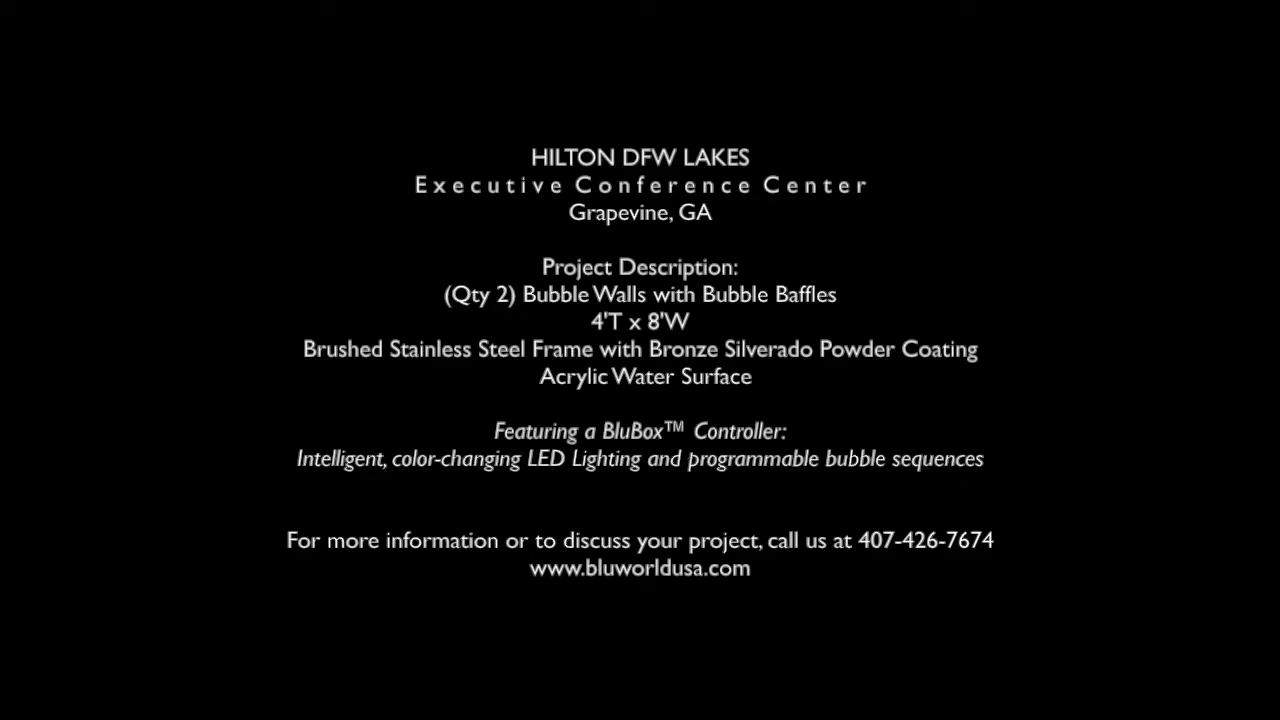 HILTON DFW LAKES
Executive Conference Center
Grapevine, GA
Project Description:
(Qty 2) Bubble Walls with Bubble Baffles
4'T x 8'W
Brushed Stainless Steel Frame with Bronze Silverado Powder Coating
Acrylic Water Surface
Featuring a BluBox™ Controller:
Intelligent, color-changing LED Lighting and programmable bubble sequences
For more information or to discuss your project, call us at 407-426-7674
www.bluworldusa.com